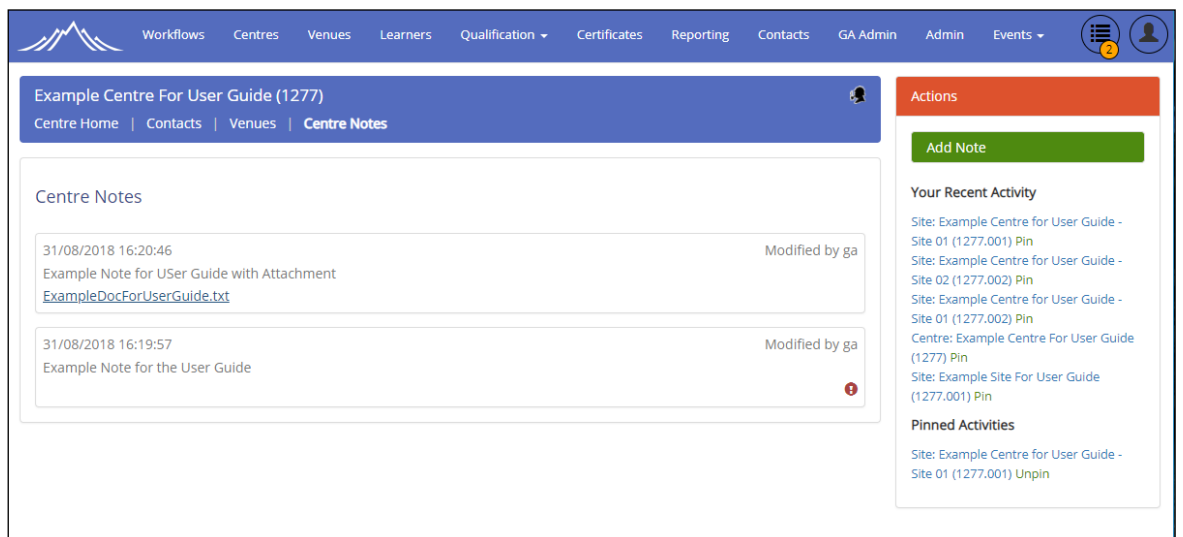 Workflows Centres Venues Learners Qualification Certificates Reporting Contacts GA Admin Admin Events
2
Example Centre For User Guide (1277)
Centre Home | Contacts | Venues | Centre Notes
Centre Notes
31/08/2018 16:20:46 Modified by ga
Example Note for USer Guide with Attachment
ExampleDocForUserGuide.txt
31/08/2018 16:19:57 Modified by ga
Example Note for the User Guide
Actions
Add Note
Your Recent Activity
Site: Example Centre for User Guide -
Site 01 (1277.001) Pin
Site: Example Centre for User Guide -
Site 02 (1277.002) Pin
Site: Example Centre for User Guide -
Site 01 (1277.002) Pin
Centre: Example Centre For User Guide
(1277) Pin
Site: Example Site For User Guide
(1277.001) Pin
Pinned Activities
Site: Example Centre for User Guide -
Site 01 (1277.001) Unpin